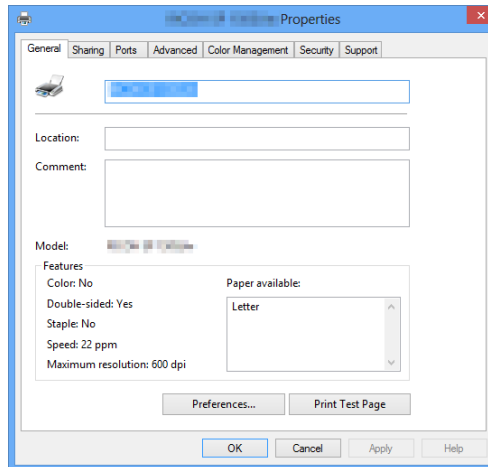 Properties
General Sharing Ports Advanced Color Management Security Support
Location:
Comment:
Model:
Features
Color: No
Paper available:
Double-sided: Yes
Letter
Staple: No
Speed: 22 ppm
Maximum resolution: 600 dpi
Preferences... Print Test Page
OK Cancel Apply Help